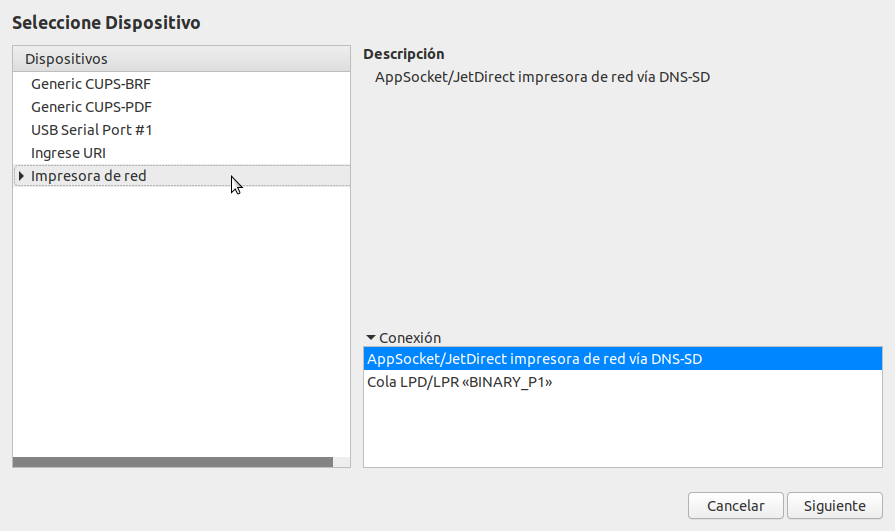 Seleccione Dispositivo
Dispositivos
Generic CUPS-BRF
Generic CUPS-PDF
USB Serial Port #1
Ingrese URI
Impresora de red
Descripción
AppSocket/JetDirect impresora de red vía DNS-SD
Conexión
AppSocket/JetDirect impresora de red vía DNS-SD
Cola LPD/LPR «BINARY_P1»
Cancelar
Siguiente